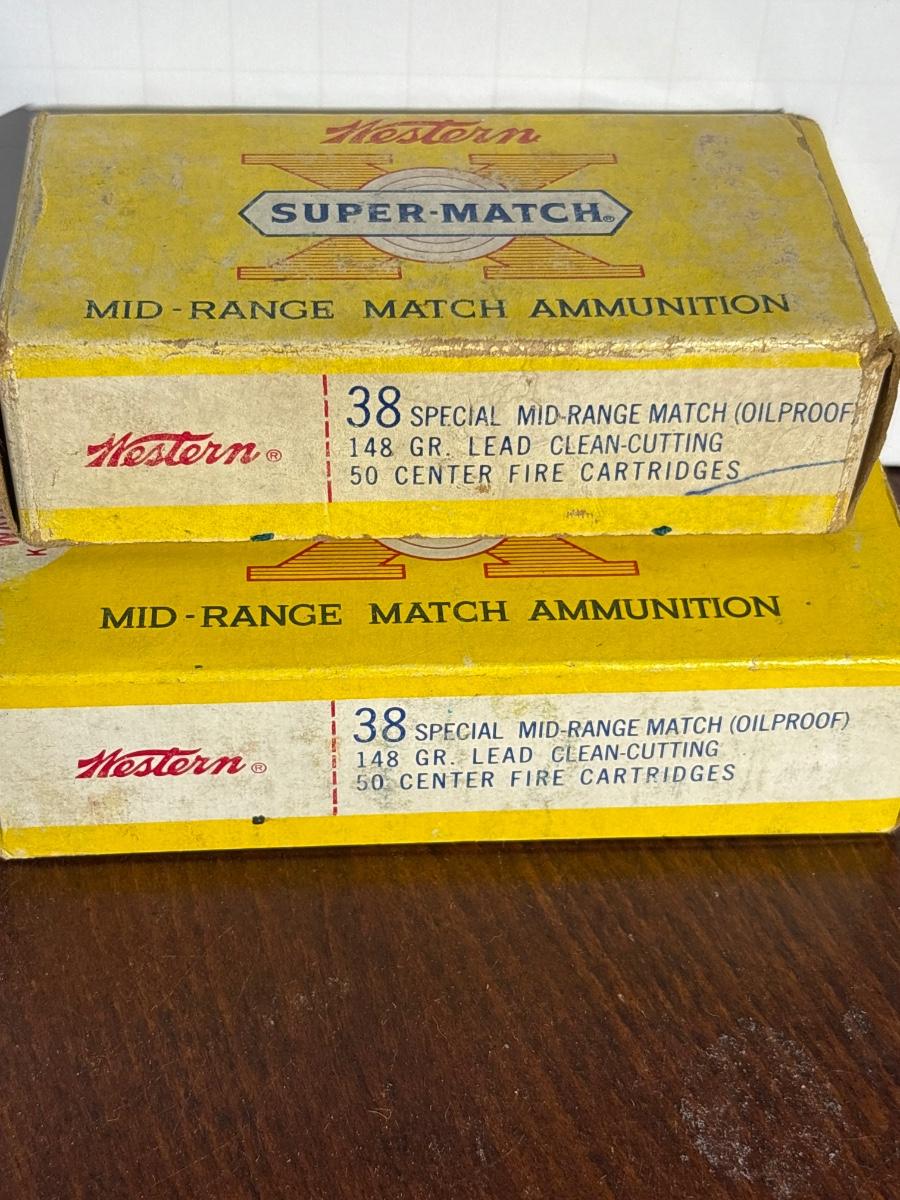 Western
SUPER-MATCH®
MID-RANGE MATCH AMMUNITION
Western®
38 SPECIAL MID-RANGE MATCH (OILPROOF)
148 GR. LEAD CLEAN-CUTTING
50 CENTER FIRE CARTRIDGES
MID-RANGE MATCH AMMUNITION
Western®
38 SPECIAL MID-RANGE MATCH (OILPROOF)
148 GR. LEAD CLEAN-CUTTING
50 CENTER FIRE CARTRIDGES